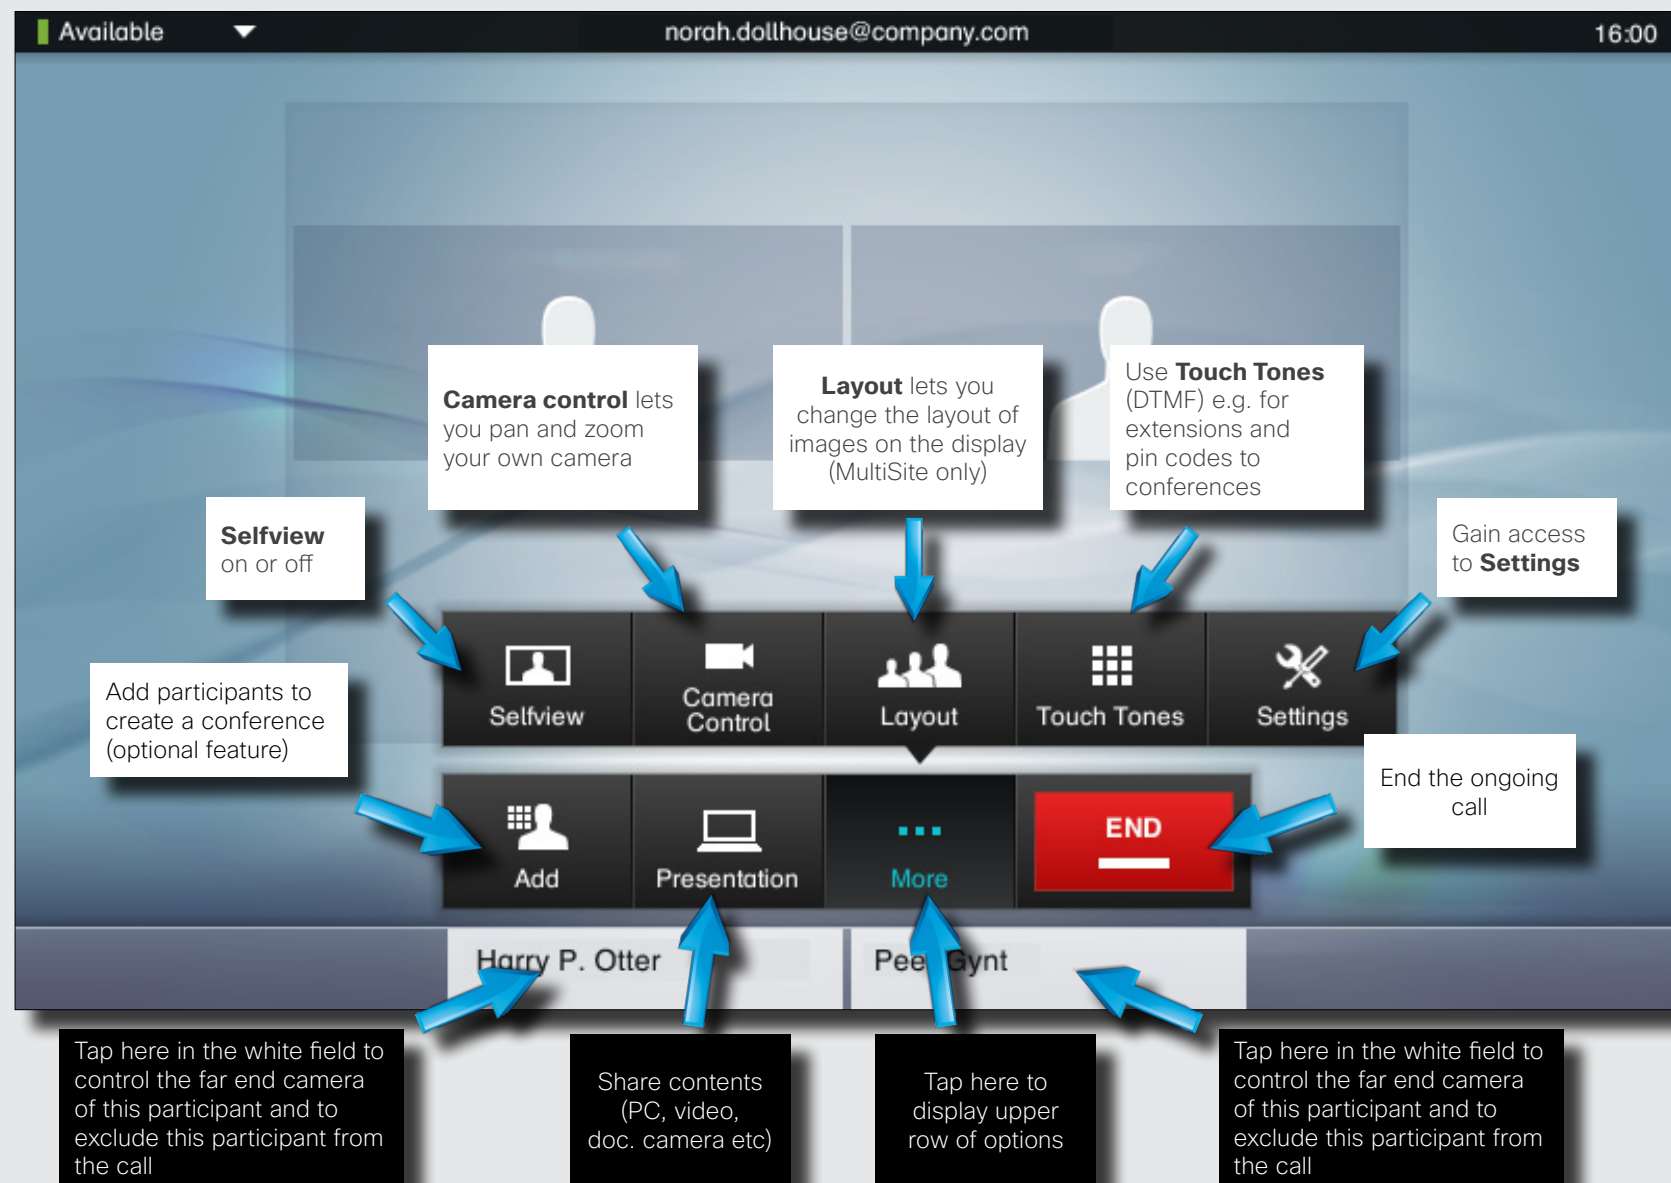 Available
norah.dollhouse@company.com
16:00
Camera control lets
you pan and zoom
your own camera
Layout lets you
change the layout of
images on the display
(MultiSite only)
Use Touch Tones
(DTMF) e.g. for
extensions and
pin codes to
conferences
Selfview
on or off
Gain access
to Settings
Selfview
Camera
Control
Layout
Touch Tones
Settings
Add participants to
create a conference
(optional feature)
End the ongoing
call
Add
Presentation
More
END
Harry P. Otter
Peer Gynt
Tap here in the white field to
control the far end camera
of this participant and to
exclude this participant from
the call
Share contents
(PC, video,
doc. camera etc)
Tap here to
display upper
row of options
Tap here in the white field to
control the far end camera
of this participant and to
exclude this participant from
the call